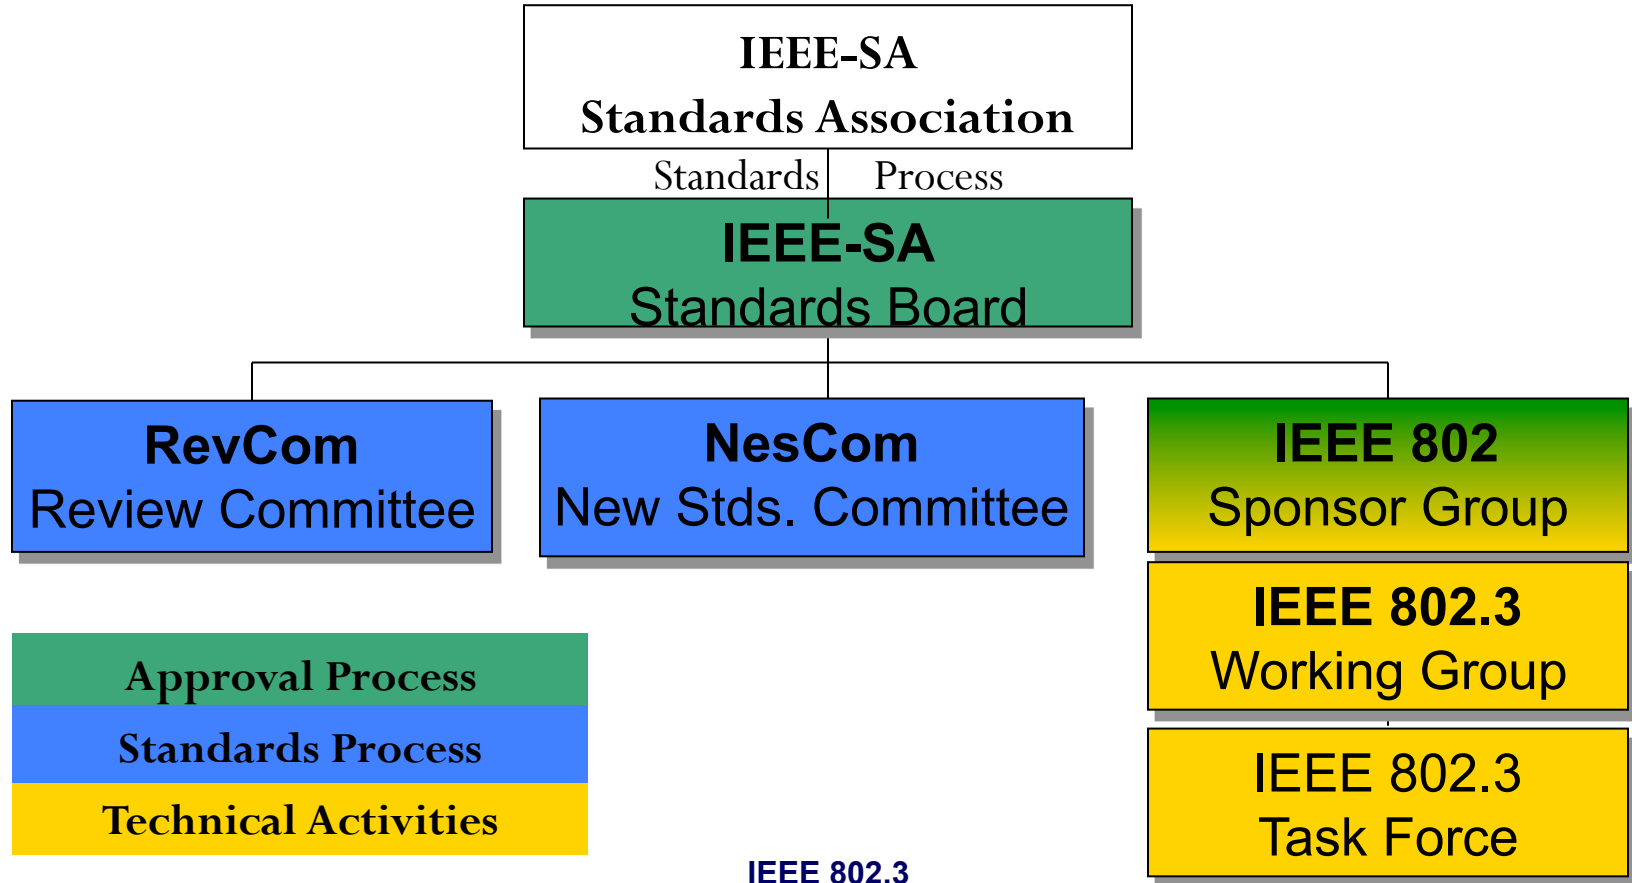 IEEE-SA
Standards Association
Standards Process
IEEE-SA
Standards Board
RevCom
Review Committee
NesCom
New Stds. Committee
IEEE 802
Sponsor Group
IEEE 802.3
Working Group
IEEE 802.3
Task Force
Approval Process
Standards Process
Technical Activities
IEEE 802.3